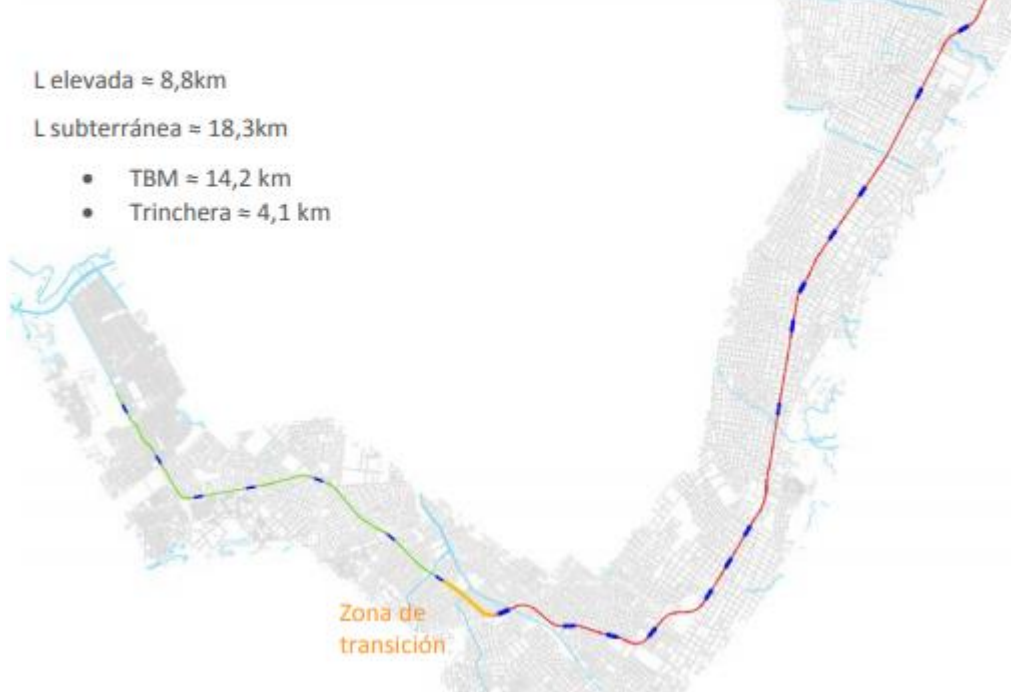 L elevada ≈ 8,8km
L subterránea ≈ 18,3km
• TBM ≈ 14,2 km
• Trinchera ≈ 4,1 km
Zona de
transición